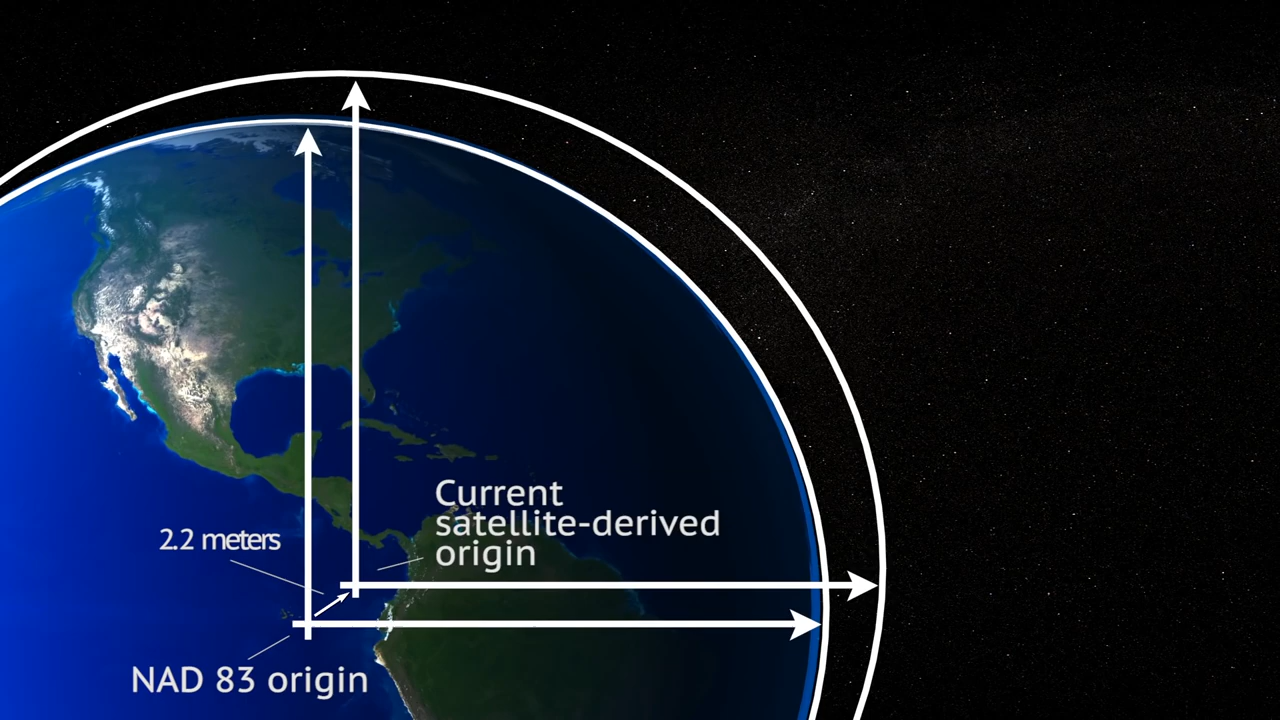 Current
satellite-derived
origin
2.2 meters
NAD 83 origin